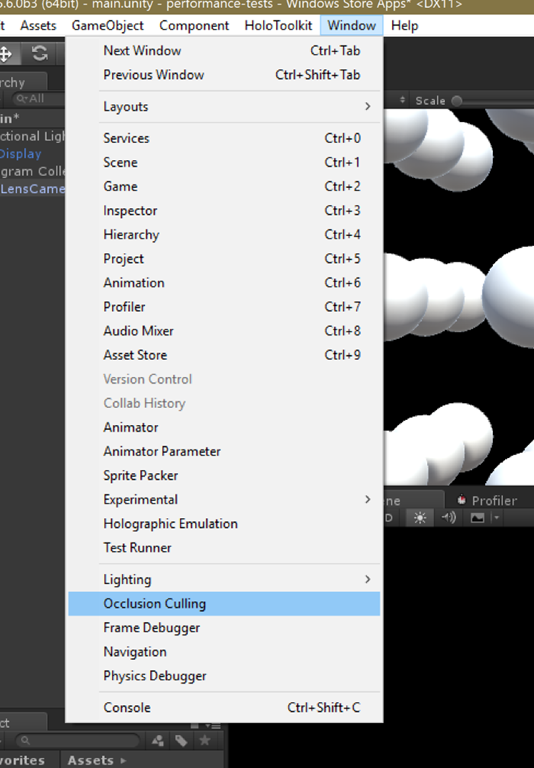 5.6.0b3 (64bit) - main.unity - performance-tests - Windows Store Apps* <DX11>
t Assets GameObject Component HoloToolkit Window Help
Next Window Ctrl+Tab
Previous Window Ctrl+Shift+Tab
Layouts >
Services Ctrl+0
Scene Ctrl+1
Game Ctrl+2
Inspector Ctrl+3
Hierarchy Ctrl+4
Project Ctrl+5
Animation Ctrl+6
Profiler Ctrl+7
Audio Mixer Ctrl+8
Asset Store Ctrl+9
Version Control
Collab History
Animator
Animator Parameter
Sprite Packer
Experimental >
Holographic Emulation
Test Runner
Lighting >
Occlusion Culling
Frame Debugger
Navigation
Physics Debugger
Console Ctrl+Shift+C
rchy
All
in*
ctional Ligh
Display
gram Colle
LensCame
Scale
ne
Profiler
D
ct
vorites
Assets